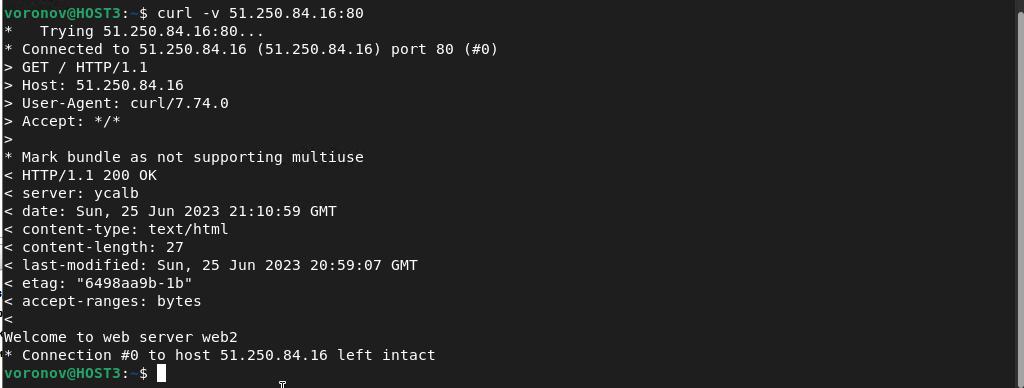 voronov@HOST3:~$ curl -v 51.250.84.16:80
*   Trying 51.250.84.16:80...
* Connected to 51.250.84.16 (51.250.84.16) port 80 (#0)
> GET / HTTP/1.1
> Host: 51.250.84.16
> User-Agent: curl/7.74.0
> Accept: */*
>
* Mark bundle as not supporting multiuse
< HTTP/1.1 200 OK
< server: ycalb
< date: Sun, 25 Jun 2023 21:10:59 GMT
< content-type: text/html
< content-length: 27
< last-modified: Sun, 25 Jun 2023 20:59:07 GMT
< etag: "6498aa9b-1b"
< accept-ranges: bytes
<
Welcome to web server web2
* Connection #0 to host 51.250.84.16 left intact
voronov@HOST3:~$